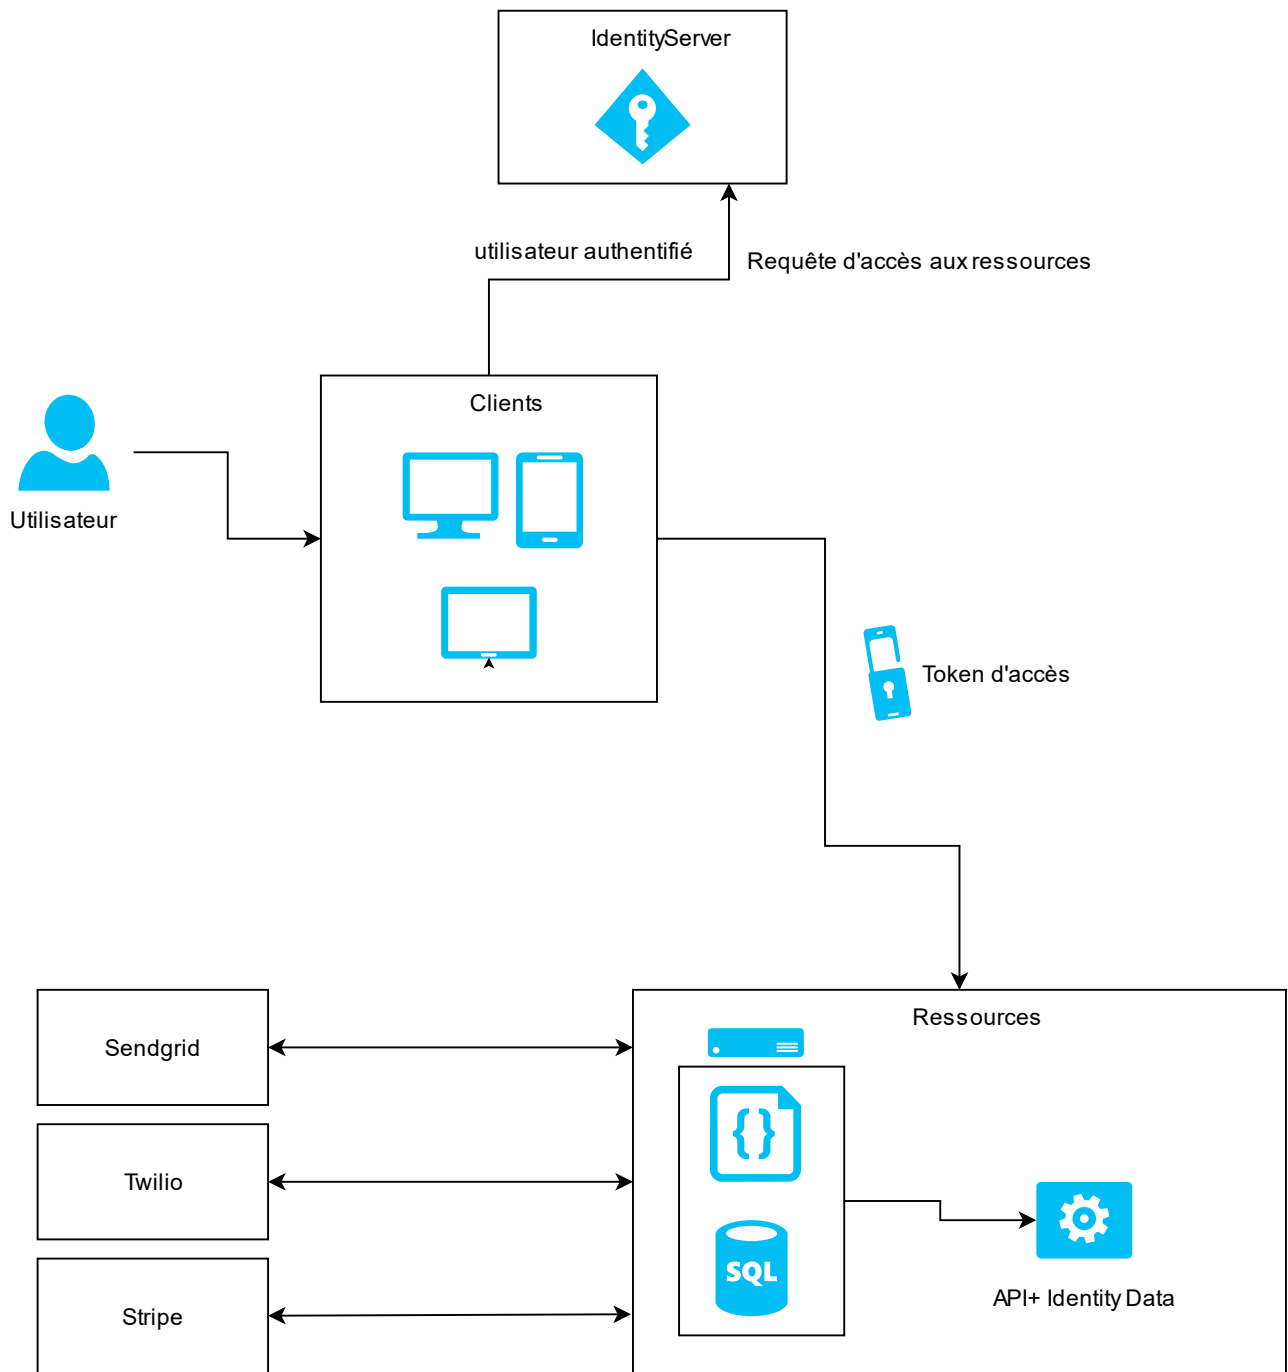 IdentityServer
utilisateur authentifié
Requête d'accès aux ressources
Clients
Utilisateur
Token d'accès
Ressources
Sendgrid
Twilio
SQL
API+ Identity Data
Stripe